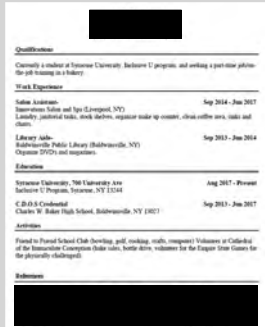 Qualifications
Currently a student at Syracuse University, Inclusive U program, and seeking a part-time job/on-
the-job training in a bakery.
Work Experience
Salon Assistant- Sep 2014 - Jun 2017
Innovations Salon and Spa (Liverpool, NY)
Laundry, janitorial tasks, stock shelves, organize make up counter, clean coffee area, sinks and
chairs.
Library Aide- Sep 2013 - Jun 2014
Baldwinsville Public Library (Baldwinsville, NY)
Organize DVD's and magazines.
Education
Syracuse University, 700 University Ave Aug 2017 - Present
Inclusive U Program, Syracuse, NY 13244
C.D.O.S Credential Sep 2013 - Jun 2017
Charles W. Baker High School, Baldwinsville, NY 13027
Activities
Friend to Friend School Club (bowling, golf, cooking, crafts, computer) Volunteer at Cathedral
of the Immaculate Conception (bake sales, bottle drive, volunteer for the Empire State Games for
the physically challenged).
References